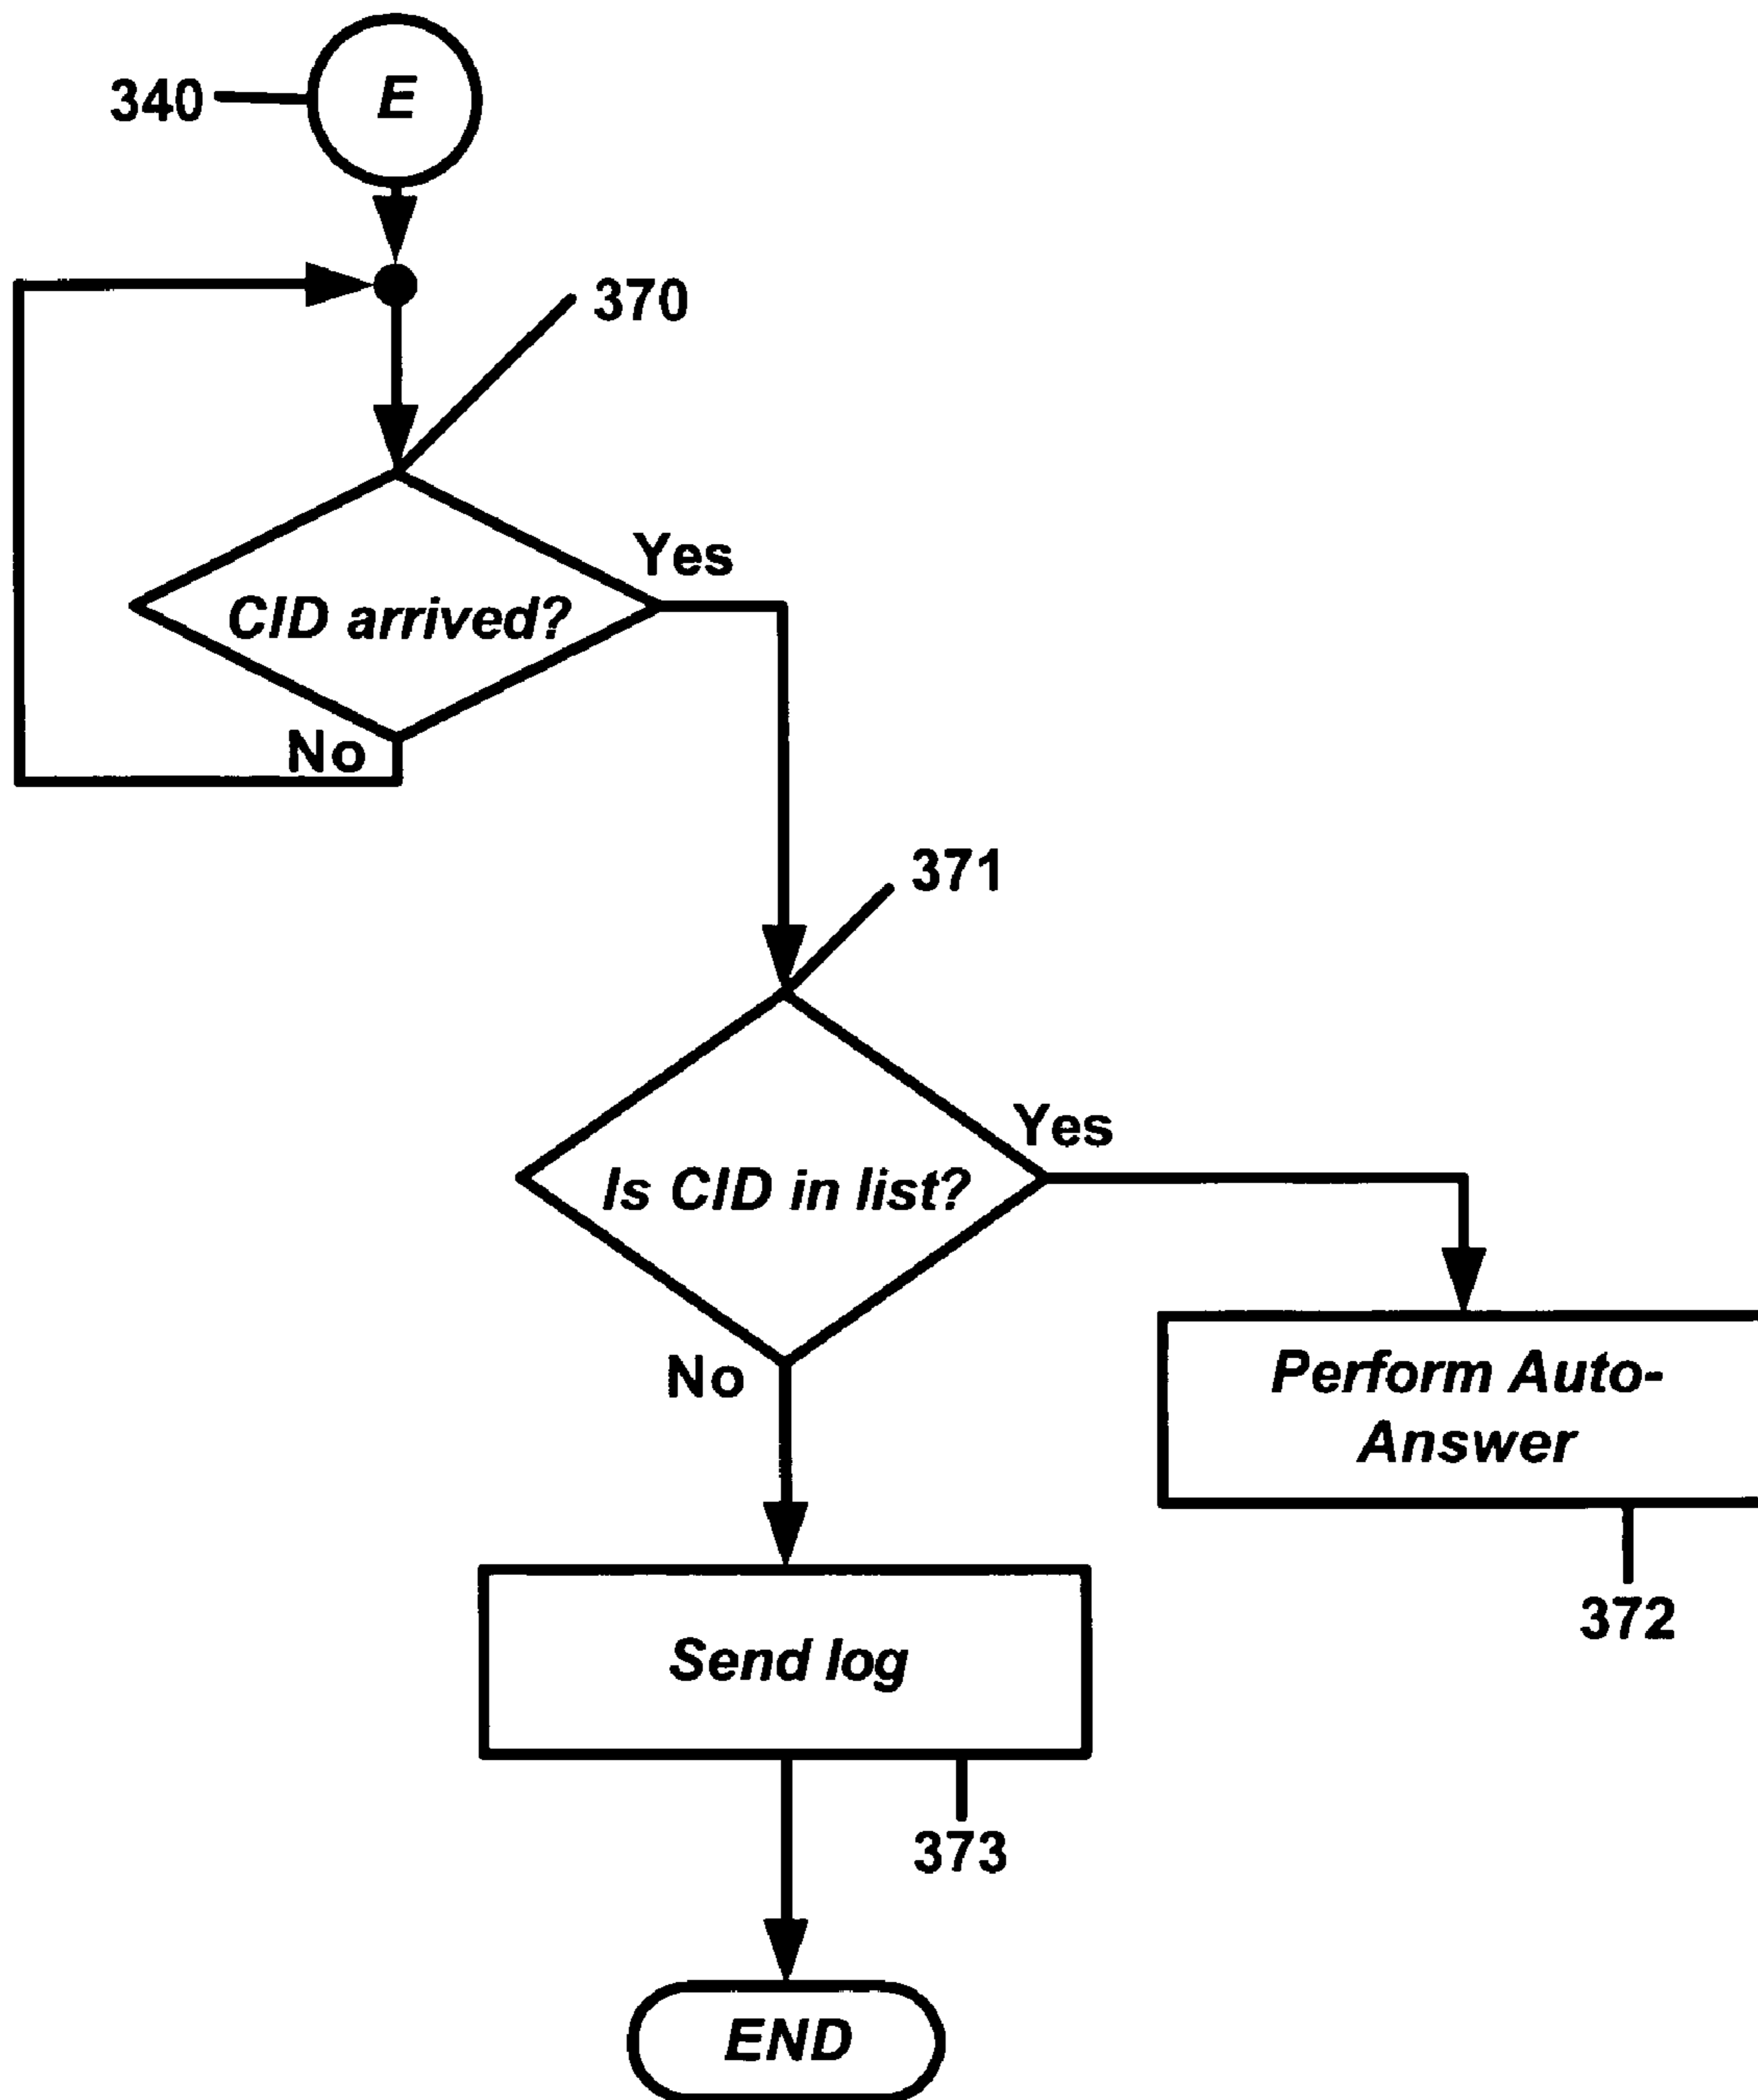 340
E
370
Yes
CID arrived?
No
371
Yes
Is CID in list?
No
Perform Auto-
Answer
372
Send log
373
END